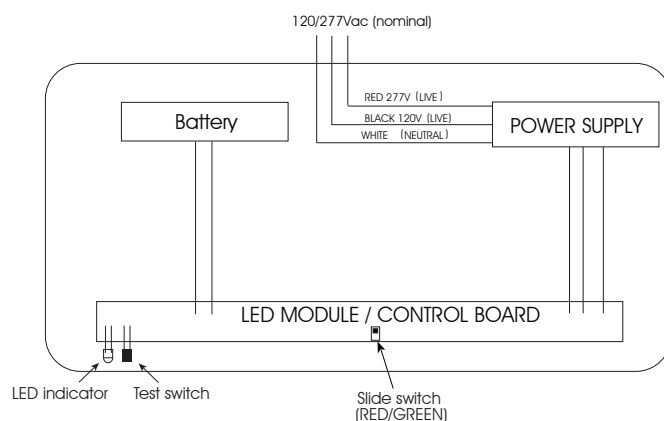 120/277Vac (nominal)
RED 277V (LIVE)
BLACK 120V (LIVE)
WHITE (NEUTRAL)
Battery
POWER SUPPLY
LED MODULE / CONTROL BOARD
LED indicator
Test switch
Slide switch
(RED/GREEN)